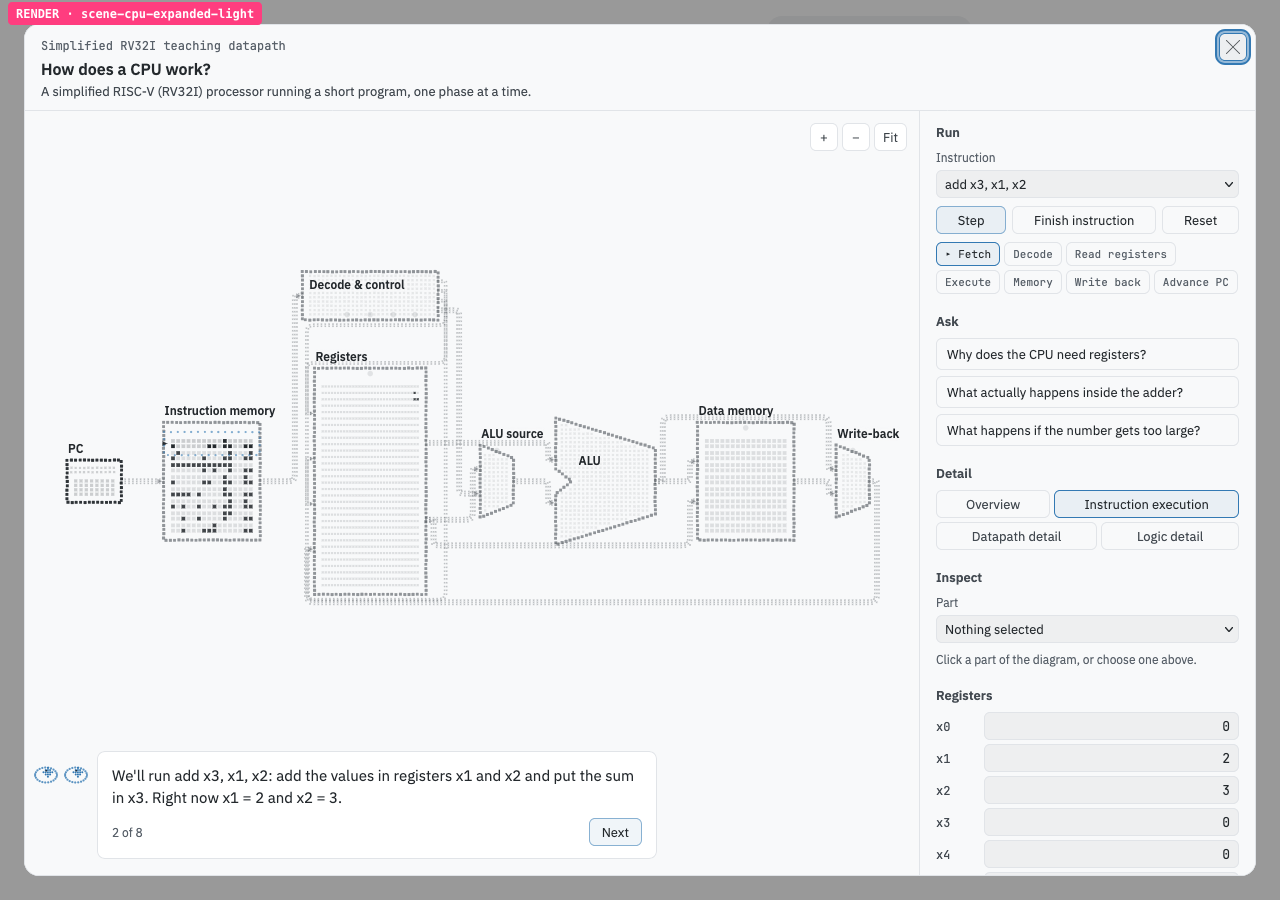 RENDER · scene-cpu-expanded-light
Simplified RV32I teaching datapath
How does a CPU work?
A simplified RISC-V (RV32I) processor running a short program, one phase at a time.
+ − Fit
Decode & control
Registers
Instruction memory
PC
ALU source
ALU
Data memory
Write-back
We'll run add x3, x1, x2: add the values in registers x1 and x2 and put the sum
in x3. Right now x1 = 2 and x2 = 3.
2 of 8
Next
Run
Instruction
add x3, x1, x2
Step Finish instruction Reset
▸ Fetch Decode Read registers
Execute Memory Write back Advance PC
Ask
Why does the CPU need registers?
What actually happens inside the adder?
What happens if the number gets too large?
Detail
Overview Instruction execution
Datapath detail Logic detail
Inspect
Part
Nothing selected
Click a part of the diagram, or choose one above.
Registers
x0 0
x1 2
x2 3
x3 0
x4 0